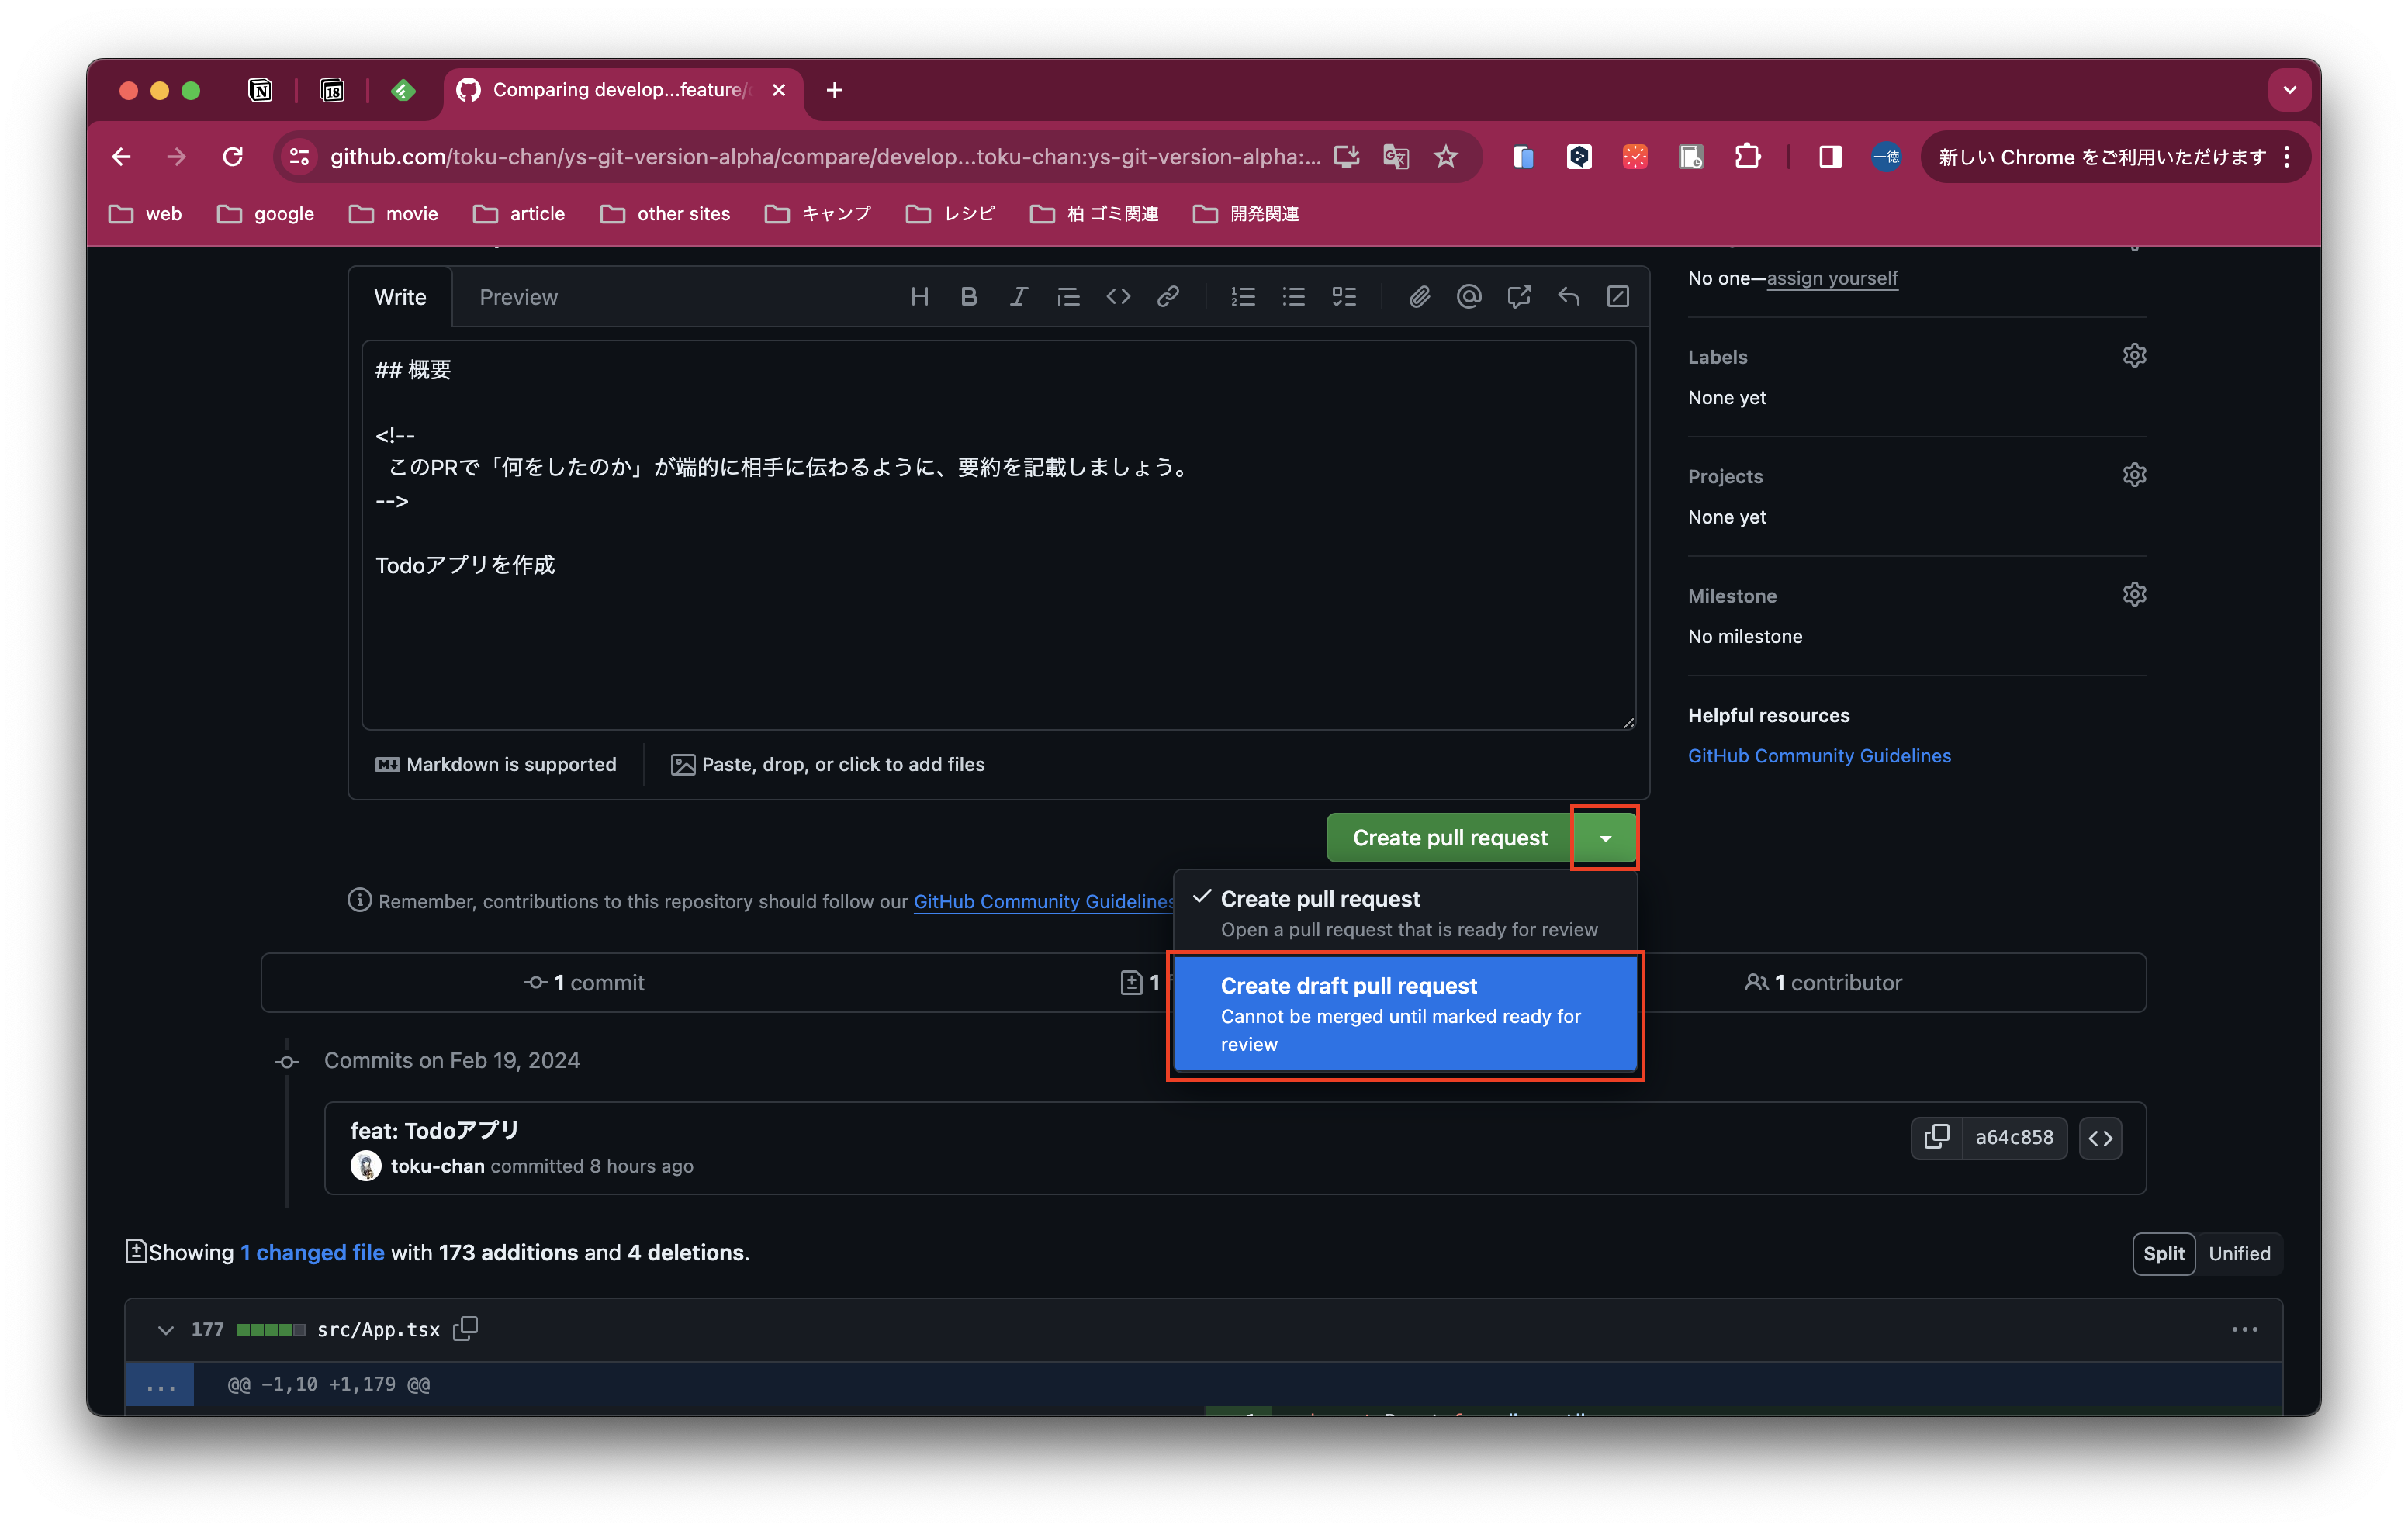 Comparing develop...feature/
github.com/toku-chan/ys-git-version-alpha/compare/develop...toku-chan:ys-git-version-alpha:...
一徳
新しい Chrome をご利用いただけます
web
google
movie
article
other sites
キャンプ
レシピ
柏 ゴミ関連
開発関連
Write
Preview
## 概要
<!--
このPRで「何をしたのか」が端的に相手に伝わるように、要約を記載しましょう。
-->
Todoアプリを作成
Markdown is supported
Paste, drop, or click to add files
No one—assign yourself
Labels
None yet
Projects
None yet
Milestone
No milestone
Helpful resources
GitHub Community Guidelines
Create pull request
Remember, contributions to this repository should follow our GitHub Community Guidelines
Create pull request
Open a pull request that is ready for review
Create draft pull request
Cannot be merged until marked ready for
review
1 commit
1
1 contributor
Commits on Feb 19, 2024
feat: Todoアプリ
toku-chan committed 8 hours ago
a64c858
Showing 1 changed file with 173 additions and 4 deletions.
Split
Unified
177
src/App.tsx
@@ -1,10 +1,179 @@